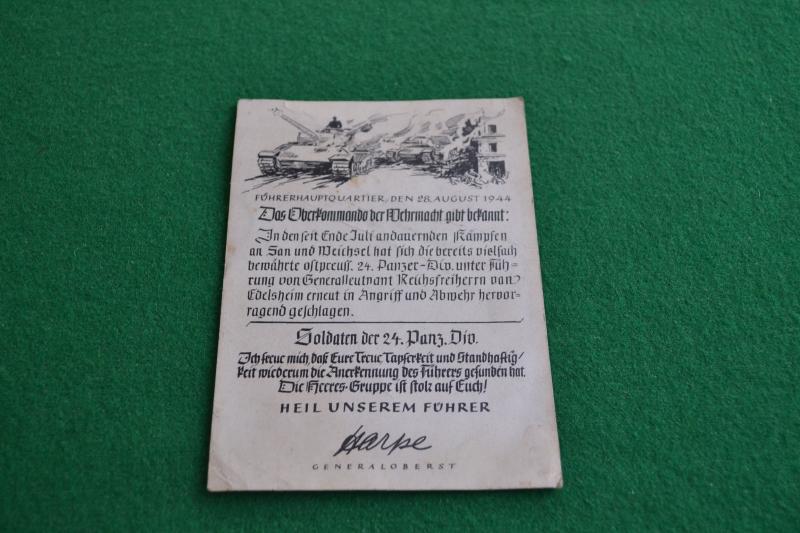 FÜHRERHAUPTQUARTIER, DEN 28. AUGUST 1944
Das Oberkommando der Wehrmacht gibt bekannt:
In den seit Ende Juli andauernden Kämpfen
an San und Weichsel hat sich die bereits vielfach
bewährte ostpreuss. 24. Panzer-Div. unter Füh-
rung von Generalleutnant Reichsfreiherrn von
Edelsheim erneut in Angriff und Abwehr hervor-
ragend geschlagen.
Soldaten der 24. Panz. Div.
Ich freue mich, daß Eure Treue, Tapferkeit und Standhaftig-
keit wiederum die Anerkennung des Führers gefunden hat.
Die Heeres-Gruppe ist stolz auf Euch!
HEIL UNSEREM FÜHRER
Harpe
GENERALOBERST